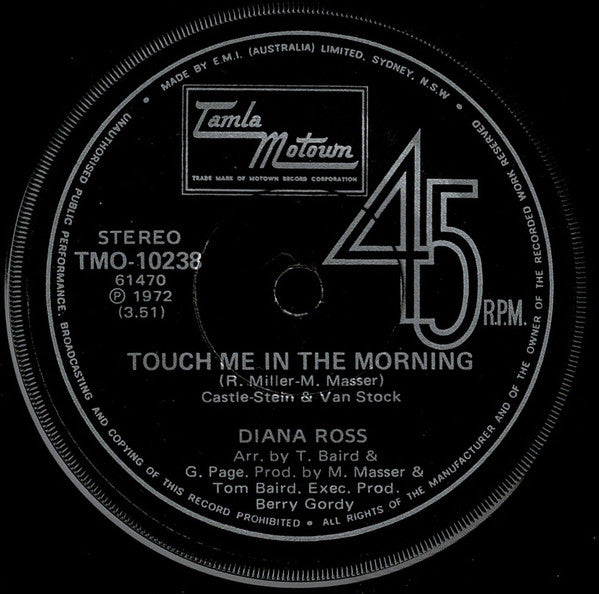 • MADE BY E.M.I. (AUSTRALIA) LIMITED. SYDNEY, N.S.W •
UNAUTHORISED PUBLIC PERFORMANCE, BROADCASTING AND COPYING OF THIS RECORD PROHIBITED • ALL RIGHTS OF THE MANUFACTURER AND OF THE OWNER OF THE RECORDED WORK RESERVED
Tamla
Motown
TRADE MARK OF MOTOWN RECORD CORPORATION
45
R.P.M.
STEREO
TMO-10238
61470
Ⓟ 1972
(3.51)
TOUCH ME IN THE MORNING
(R. Miller-M. Masser)
Castle-Stein & Van Stock
DIANA ROSS
Arr. by T. Baird &
G. Page. Prod. by M. Masser &
Tom Baird. Exec. Prod.
Berry Gordy